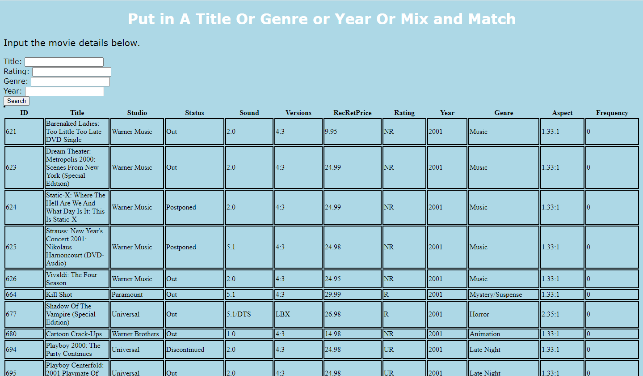 Put in A Title Or Genre or Year Or Mix and Match
Input the movie details below.
Title:
Rating:
Genre:
Year:
Search
ID Title Studio Status Sound Versions RecRetPrice Rating Year Genre Aspect Frequency
621 Barenaked Ladies: Too Little Too Late DVD Single Warner Music Out 2.0 4:3 9.95 NR 2001 Music 1.33:1 0
623 Dream Theater: Metropolis 2000: Scenes From New York (Special Edition) Warner Music Out 2.0 4:3 24.99 NR 2001 Music 1.33:1 0
624 Static-X: Where The Hell Are We And What Day Is It: This Is Static-X Warner Music Postponed 2.0 4:3 24.99 NR 2001 Music 1.33:1 0
625 Strauss: New Year's Concert 2001: Nikolaus Harnoncourt (DVD-Audio) Warner Music Postponed 5.1 4:3 24.98 NR 2001 Music 1.33:1 0
626 Vivaldi: The Four Season Warner Music Out 2.0 4:3 24.95 NR 2001 Music 1.33:1 0
664 Kill Shot Paramount Out 5.1 4:3 29.99 R 2001 Mystery/Suspense 1.33:1 0
677 Shadow Of The Vampire (Special Edition) Universal Out 5.1/DTS LBX 26.98 R 2001 Horror 2.35:1 0
680 Cartoon Crack-Ups Warner Brothers Out 1.0 4:3 14.98 NR 2001 Animation 1.33:1 0
694 Playboy 2000: The Party Continues Universal Discontinued 2.0 4:3 24.98 UR 2001 Late Night 1.33:1 0
695 Playboy Centerfold: 2001 Playmate Of Universal Out 2.0 4:3 24.98 UR 2001 Late Night 1.33:1 0